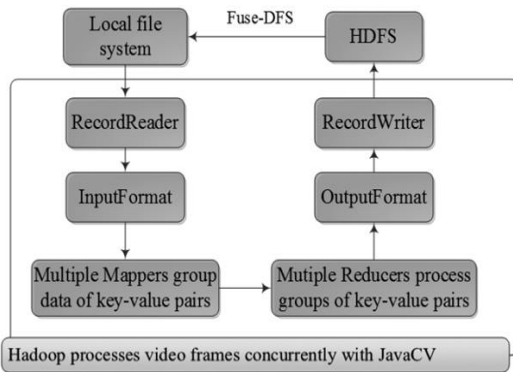 Local file
system
Fuse-DFS
HDFS
RecordReader
RecordWriter
InputFormat
OutputFormat
Multiple Mappers group
data of key-value pairs
Mutiple Reducers process
groups of key-value pairs
Hadoop processes video frames concurrently with JavaCV